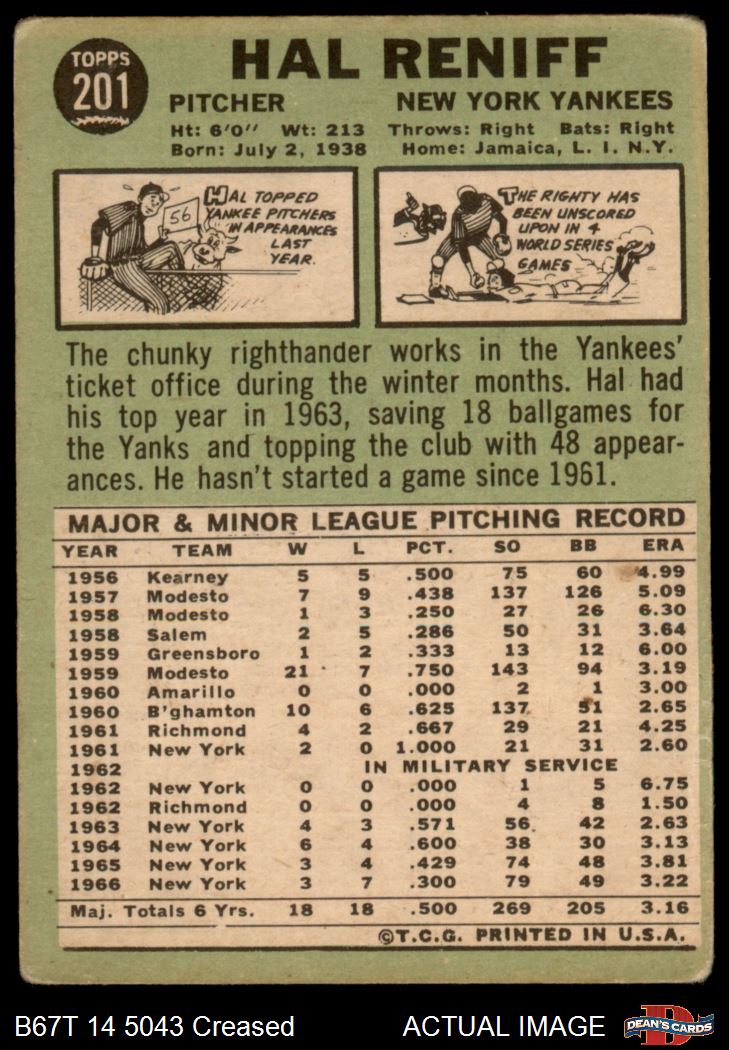 TOPPS
201
HAL RENIFF
PITCHER NEW YORK YANKEES
Ht: 6'0" Wt: 213 Throws: Right Bats: Right
Born: July 2, 1938 Home: Jamaica, L. I. N.Y.
56
HAL TOPPED
YANKEE PITCHERS
IN APPEARANCES
LAST
YEAR.
THE RIGHTY HAS
BEEN UNSCORED
UPON IN 4
WORLD SERIES
GAMES
The chunky righthander works in the Yankees'
ticket office during the winter months. Hal had
his top year in 1963, saving 18 ballgames for
the Yanks and topping the club with 48 appear-
ances. He hasn't started a game since 1961.
MAJOR & MINOR LEAGUE PITCHING RECORD
YEAR TEAM W L PCT. SO BB ERA
1956 Kearney 5 5 .500 75 60 4.99
1957 Modesto 7 9 .438 137 126 5.09
1958 Modesto 1 3 .250 27 26 6.30
1958 Salem 2 5 .286 50 31 3.64
1959 Greensboro 1 2 .333 13 12 6.00
1959 Modesto 21 7 .750 143 94 3.19
1960 Amarillo 0 0 .000 2 1 3.00
1960 B'ghamton 10 6 .625 137 51 2.65
1961 Richmond 4 2 .667 29 21 4.25
1961 New York 2 0 1.000 21 31 2.60
1962 IN MILITARY SERVICE
1962 New York 0 0 .000 1 5 6.75
1962 Richmond 0 0 .000 4 8 1.50
1963 New York 4 3 .571 56 42 2.63
1964 New York 6 4 .600 38 30 3.13
1965 New York 3 4 .429 74 48 3.81
1966 New York 3 7 .300 79 49 3.22
Maj. Totals 6 Yrs. 18 18 .500 269 205 3.16
©T.C.G. PRINTED IN U.S.A.
B67T 14 5043 Creased ACTUAL IMAGE
DEAN'S CARDS